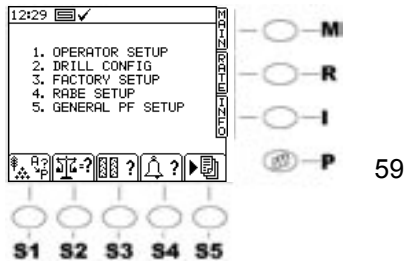 12:29
MAIN
RATE
INFO
1. OPERATOR SETUP
2. DRILL CONFIG
3. FACTORY SETUP
4. RABE SETUP
5. GENERAL PF SETUP
A? P =? ? ?
M
R
I
P
59
S1 S2 S3 S4 S5